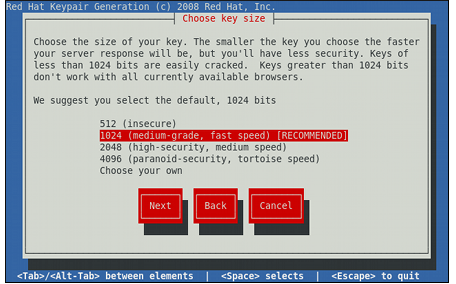 Red Hat Keypair Generation (c) 2008 Red Hat, Inc.
Choose key size
Choose the size of your key. The smaller the key you choose the faster
your server response will be, but you'll have less security. Keys of
less than 1024 bits are easily cracked.  Keys greater than 1024 bits
don't work with all currently available browsers.
We suggest you select the default, 1024 bits
512 (insecure)
1024 (medium-grade, fast speed) [RECOMMENDED]
2048 (high-security, medium speed)
4096 (paranoid-security, tortoise speed)
Choose your own
Next Back Cancel
<Tab>/<Alt-Tab> between elements  |  <Space> selects  |  <Escape> to quit